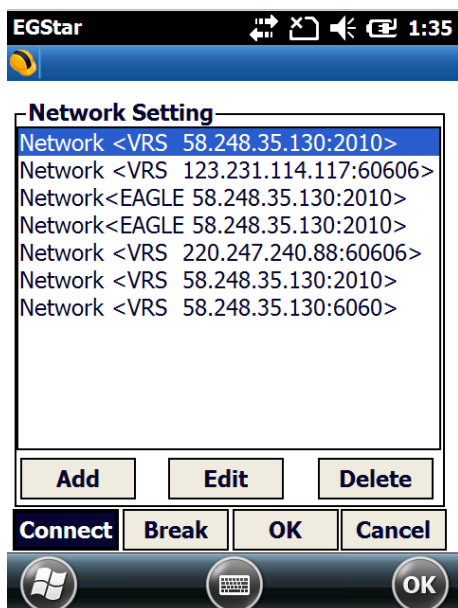 EGStar 1:35
Network Setting
Network <VRS 58.248.35.130:2010>
Network <VRS 123.231.114.117:60606>
Network<EAGLE 58.248.35.130:2010>
Network<EAGLE 58.248.35.130:2010>
Network <VRS 220.247.240.88:60606>
Network <VRS 58.248.35.130:2010>
Network <VRS 58.248.35.130:6060>
Add Edit Delete
Connect Break OK Cancel
OK